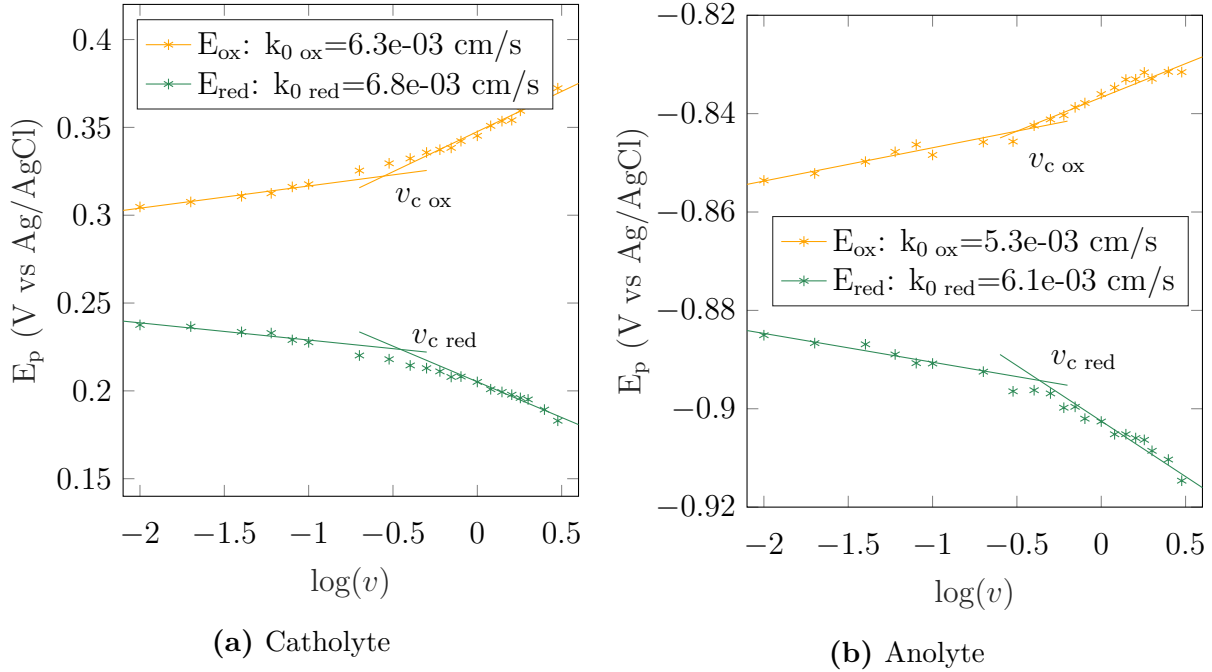 0.4
0.35
0.3
0.25
0.2
0.15
E_p (V vs Ag/AgCl)
E_ox: k_0 ox=6.3e-03 cm/s
E_red: k_0 red=6.8e-03 cm/s
v_c ox
v_c red
−2 −1.5 −1 −0.5 0 0.5
log(v)
(a) Catholyte
−0.82
−0.84
−0.86
−0.88
−0.9
−0.92
E_p (V vs Ag/AgCl)
v_c ox
E_ox: k_0 ox=5.3e-03 cm/s
E_red: k_0 red=6.1e-03 cm/s
v_c red
−2 −1.5 −1 −0.5 0 0.5
log(v)
(b) Anolyte